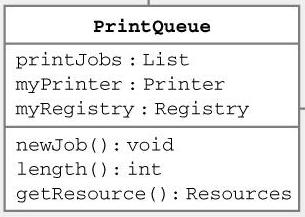 PrintQueue
printJobs : List
myPrinter : Printer
myRegistry : Registry
newJob() : void
length() : int
getResource() : Resources